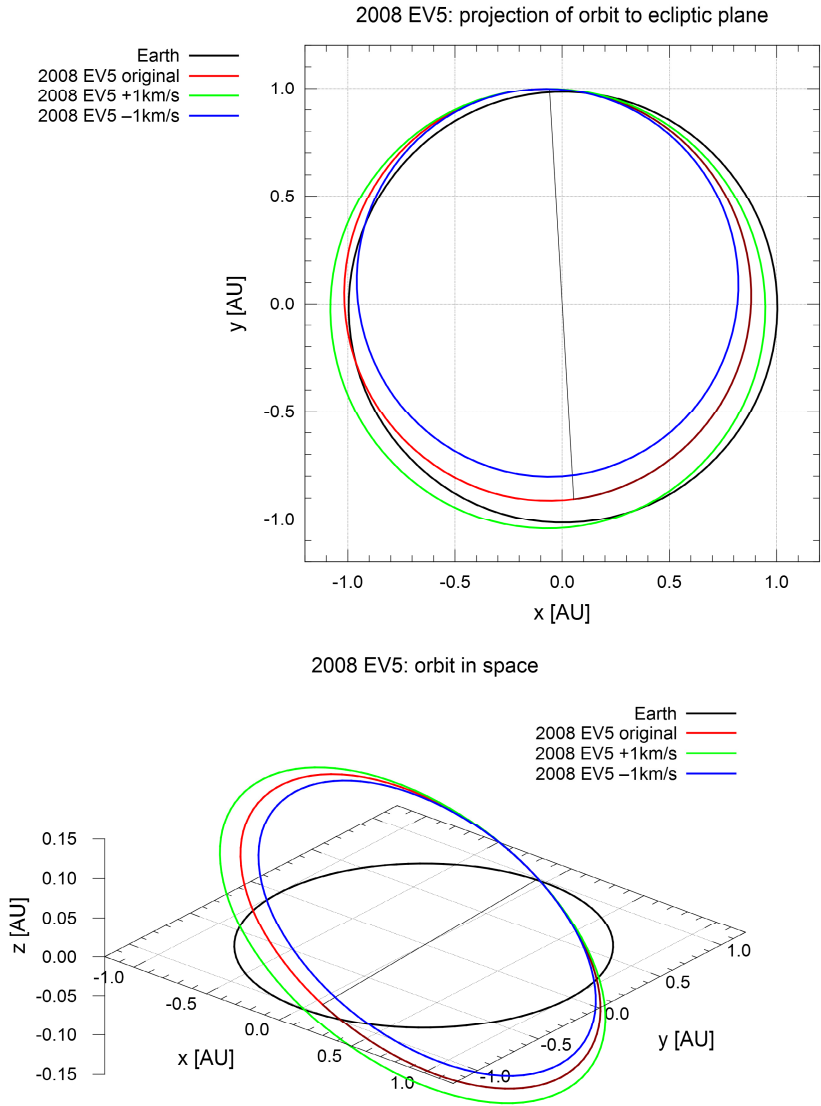 2008 EV5: projection of orbit to ecliptic plane
Earth
2008 EV5 original
2008 EV5 +1km/s
2008 EV5 –1km/s
1.0
0.5
0.0
-0.5
-1.0
y [AU]
-1.0 -0.5 0.0 0.5 1.0
x [AU]
2008 EV5: orbit in space
Earth
2008 EV5 original
2008 EV5 +1km/s
2008 EV5 –1km/s
0.15
0.10
0.05
0.00
-0.05
-0.10
-0.15
z [AU]
-1.0
-0.5
0.0
0.5
1.0
x [AU]
-1.0
-0.5
0.0
0.5
1.0
y [AU]